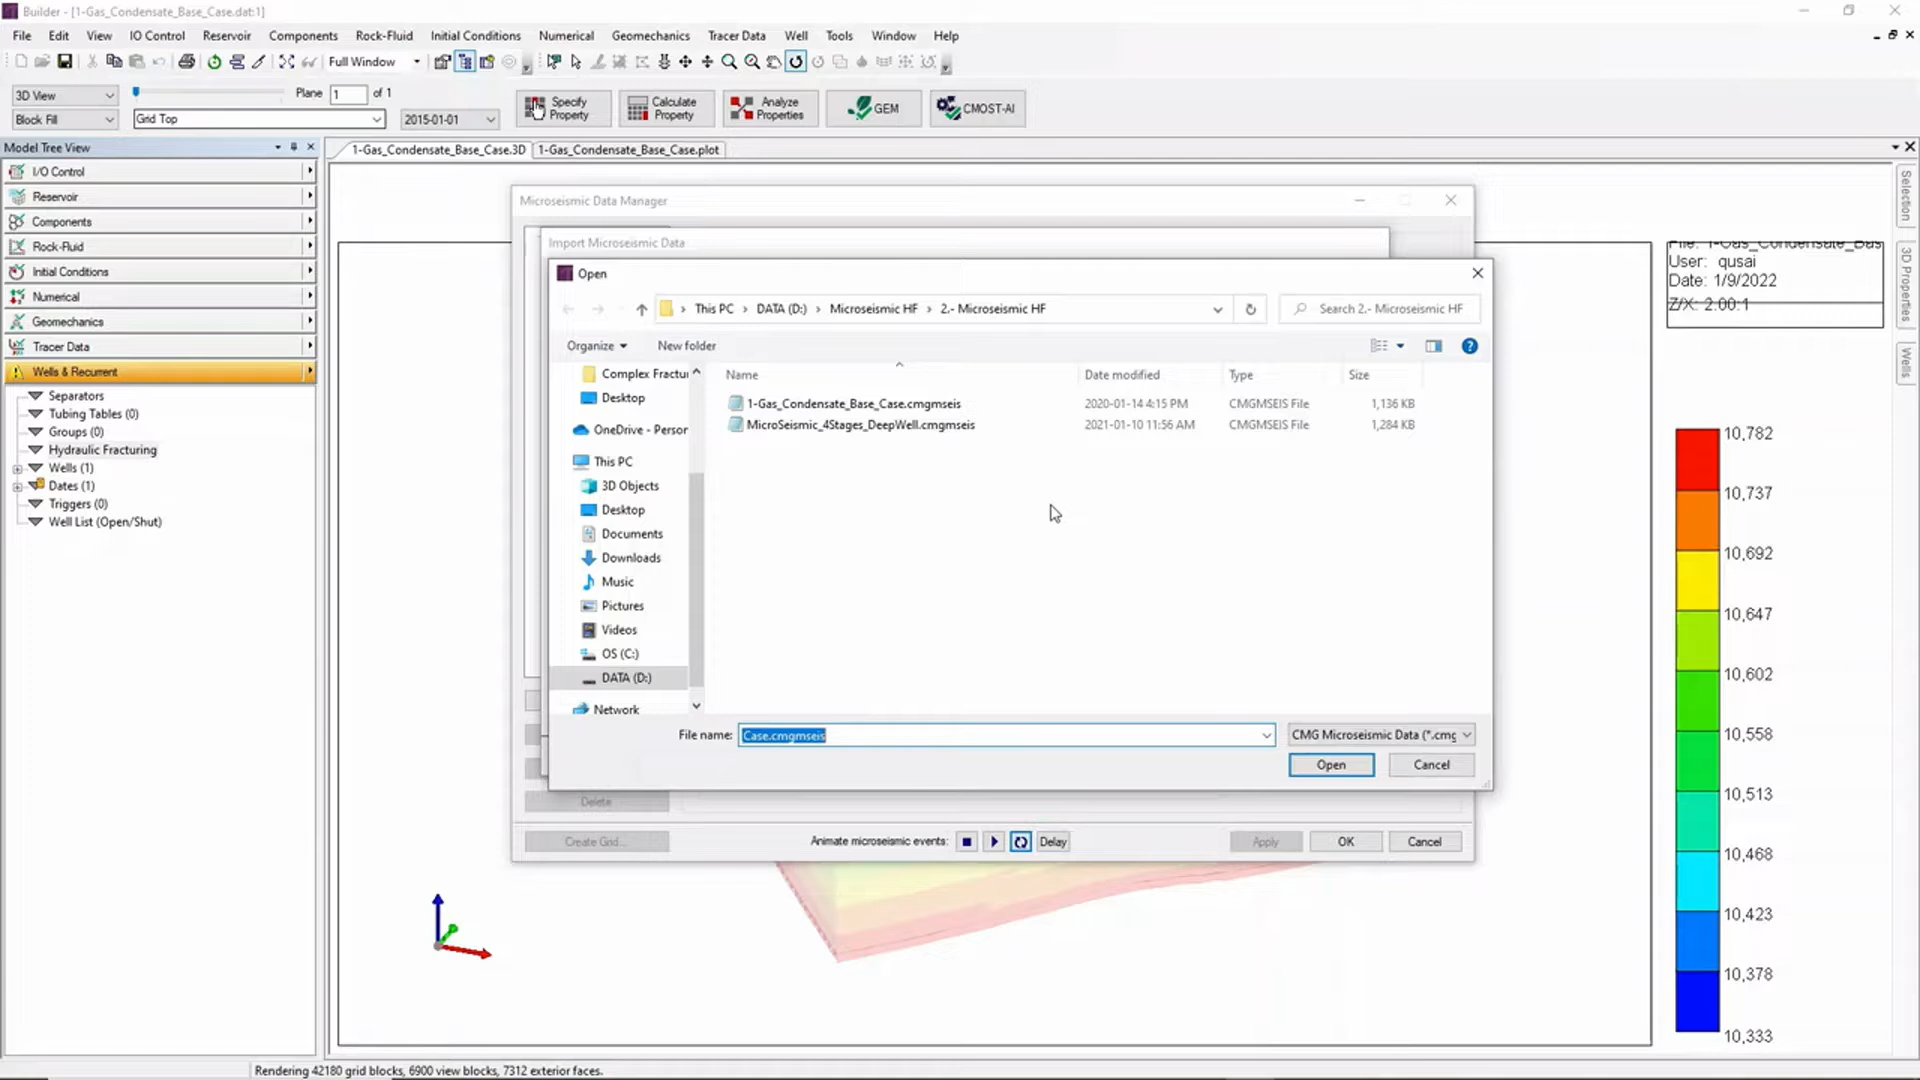 Builder - [1-Gas_Condensate_Base_Case.dat:1]
File Edit View IO Control Reservoir Components Rock-Fluid Initial Conditions Numerical Geomechanics Tracer Data Well Tools Window Help
Full Window
3D View Plane 1 of 1
Block Fill Grid Top 2015-01-01
Specify Property
Calculate Property
Analyze Properties
GEM
CMOST-AI
Model Tree View
1-Gas_Condensate_Base_Case.3D 1-Gas_Condensate_Base_Case.plot
I/O Control
Reservoir
Components
Rock-Fluid
Initial Conditions
Numerical
Geomechanics
Tracer Data
Wells & Recurrent
Separators
Tubing Tables (0)
Groups (0)
Hydraulic Fracturing
Wells (1)
Dates (1)
Triggers (0)
Well List (Open/Shut)
Microseismic Data Manager
Import Microseismic Data
Open
This PC > DATA (D:) > Microseismic HF > 2.- Microseismic HF
Search 2.- Microseismic HF
Organize New folder
Complex Fractu
Desktop
OneDrive - Person
This PC
3D Objects
Desktop
Documents
Downloads
Music
Pictures
Videos
OS (C:)
DATA (D:)
Network
Name Date modified Type Size
1-Gas_Condensate_Base_Case.cmgmseis 2020-01-14 4:15 PM CMGMSEIS File 1,136 KB
MicroSeismic_4Stages_DeepWell.cmgmseis 2021-01-10 11:56 AM CMGMSEIS File 1,284 KB
File name: Case.cmgmseis CMG Microseismic Data (*.cmg
Open Cancel
Delete
Create Grid... Animate microseismic events: Delay Apply OK Cancel
File: 1-Gas_Condensate_Bas
User: qusai
Date: 1/9/2022
Z/X: 2.00:1
Selection
3D Properties
Wells
10,782
10,737
10,692
10,647
10,602
10,558
10,513
10,468
10,423
10,378
10,333
Rendering 42180 grid blocks, 6900 view blocks, 7312 exterior faces.